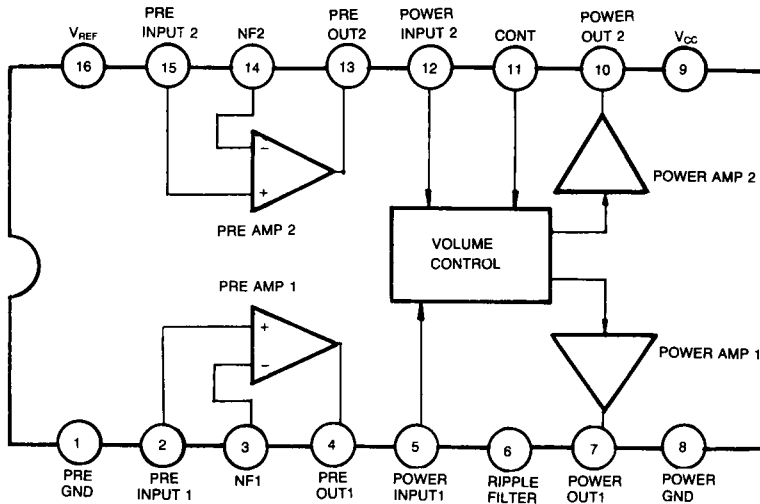 V_REF
16
PRE
INPUT 2
15
NF2
14
PRE
OUT2
13
POWER
INPUT 2
12
CONT
11
POWER
OUT 2
10
V_CC
9
−
+
PRE AMP 2
POWER AMP 2
VOLUME
CONTROL
PRE AMP 1
+
−
POWER AMP 1
1
PRE
GND
2
PRE
INPUT 1
3
NF1
4
PRE
OUT1
5
POWER
INPUT1
6
RIPPLE
FILTER
7
POWER
OUT1
8
POWER
GND